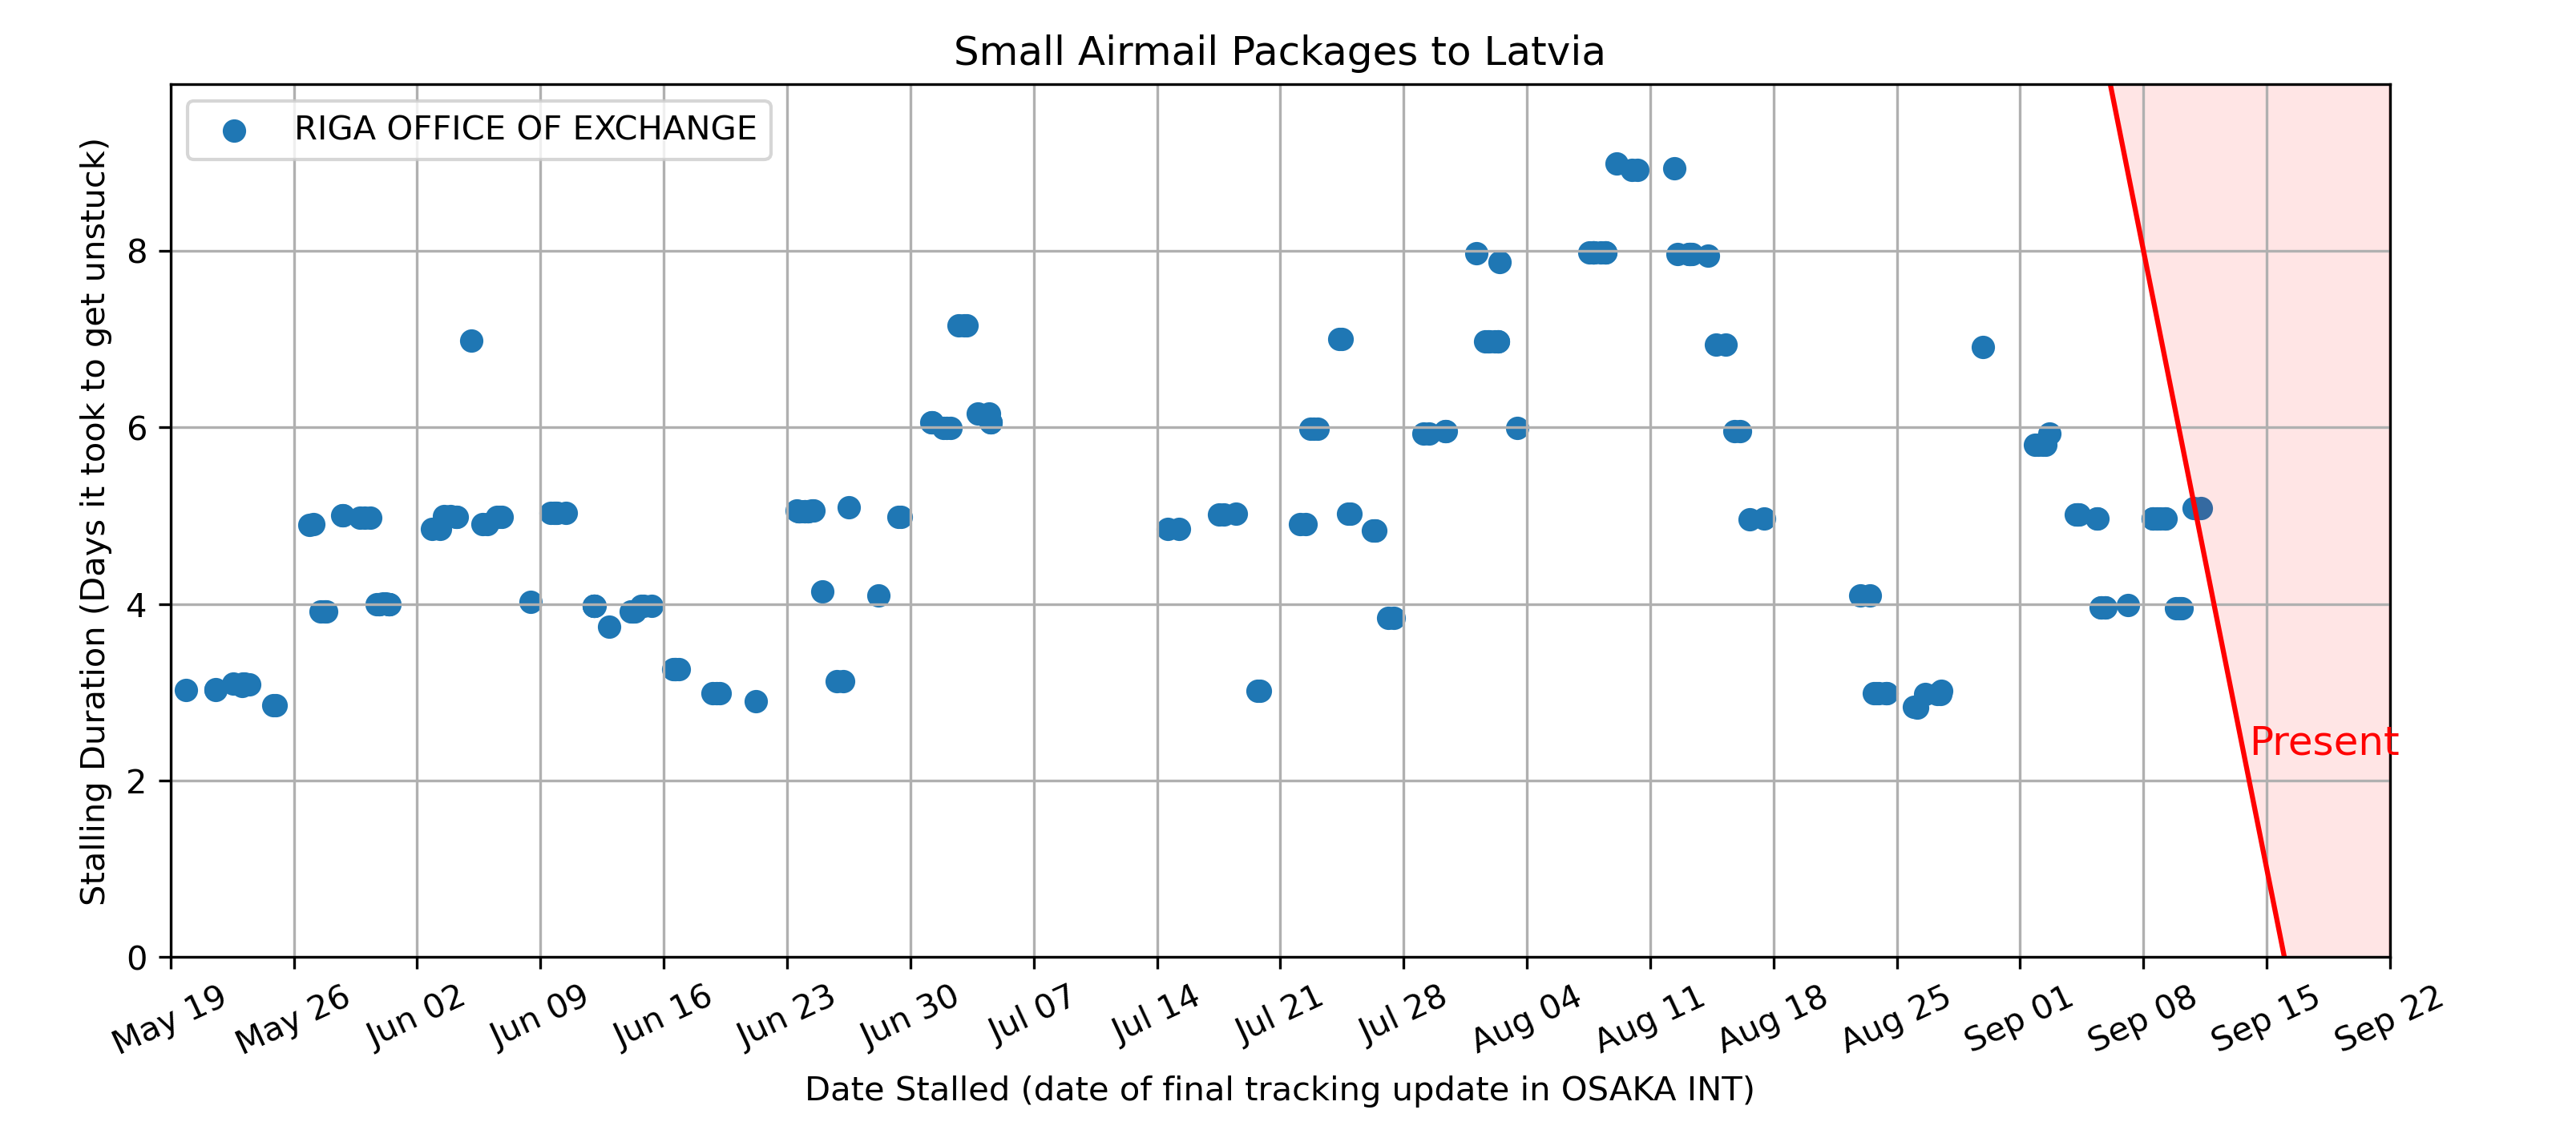 Small Airmail Packages to Latvia
RIGA OFFICE OF EXCHANGE
Stalling Duration (Days it took to get unstuck)
8
6
4
2
0
Present
May 19
May 26
Jun 02
Jun 09
Jun 16
Jun 23
Jun 30
Jul 07
Jul 14
Jul 21
Jul 28
Aug 04
Aug 11
Aug 18
Aug 25
Sep 01
Sep 08
Sep 15
Sep 22
Date Stalled (date of final tracking update in OSAKA INT)